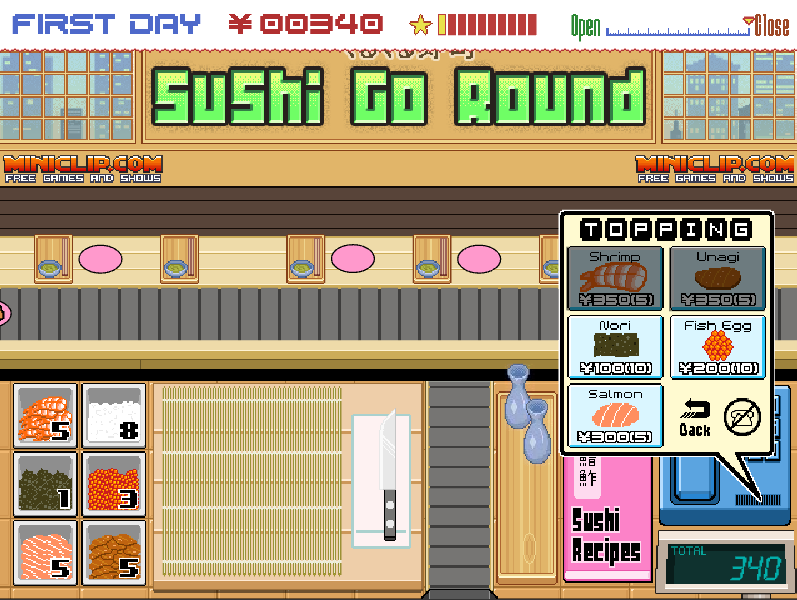 FIRST DAY ¥00340 Open Close
Sushi Go Round
MINICLIP.COM
FREE GAMES AND SHOWS
MINICLIP.COM
FREE GAMES AND SHOWS
TOPPING
Shrimp Unagi
¥350(5) ¥350(5)
Nori Fish Egg
¥100(10) ¥200(10)
Salmon
¥300(5)
Back
5 8
1 3
5 5
Sushi
Recipes
TOTAL
340